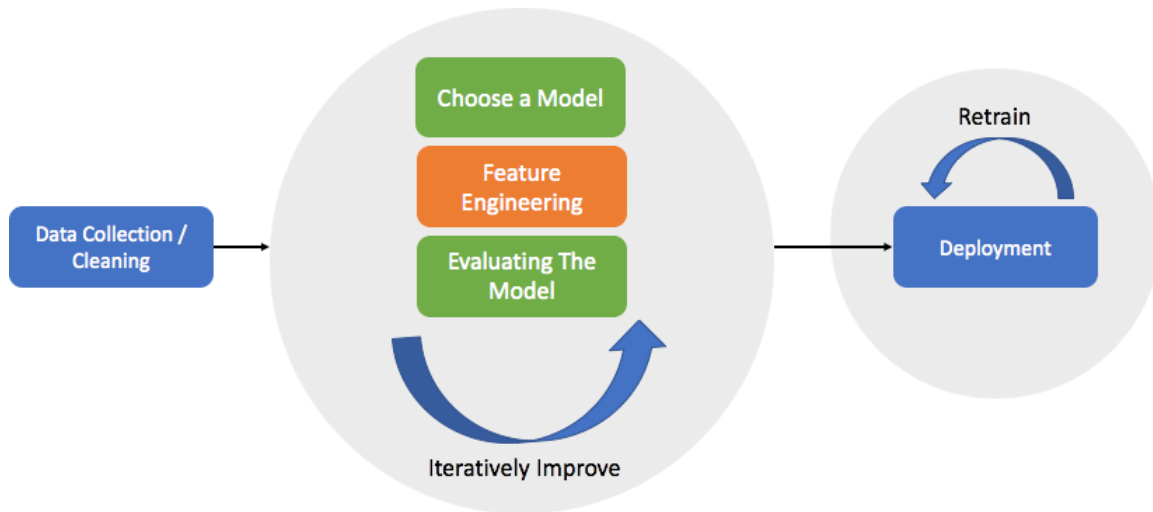 Data Collection /
Cleaning
Choose a Model
Feature
Engineering
Evaluating The
Model
Iteratively Improve
Retrain
Deployment